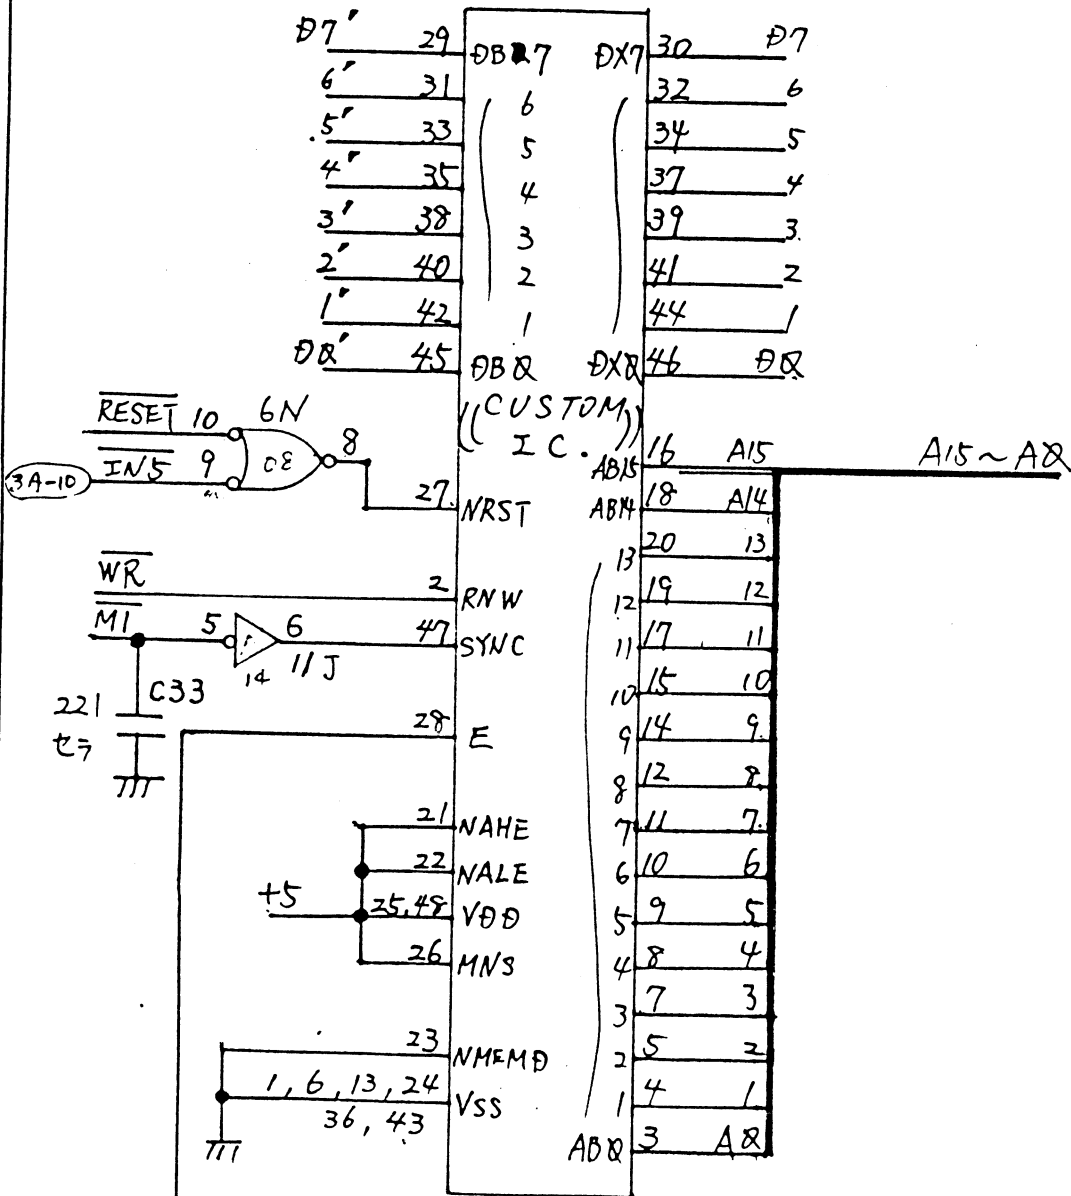 D7' 29 DB7 DX7 30 D7
6' 31 6 32 6
5' 33 5 34 5
4' 35 4 37 4
3' 38 3 39 3
2' 40 2 41 2
1' 42 1 44 1
D0' 45 DB0 DX0 46 D0
((CUSTOM I.C.))
RESET 10 6N 8
IN5 9
3A-10
27 NRST
AB15 16 A15 A15~A0
AB14 18 A14
13 20 13
WR 2 RNW
12 19 12
M1 5 6 47 SYNC
14 11J
11 17 11
10 15 10
C33
221
セラ
28 E
9 14 9
8 12 8
21 NAHE
7 11 7
22 NALE
6 10 6
+5 25,48 VDD
5 9 5
26 MNS
4 8 4
3 7 3
23 NMEMD
2 5 2
1, 6, 13, 24 VSS
36, 43
1 4 1
AB0 3 A0